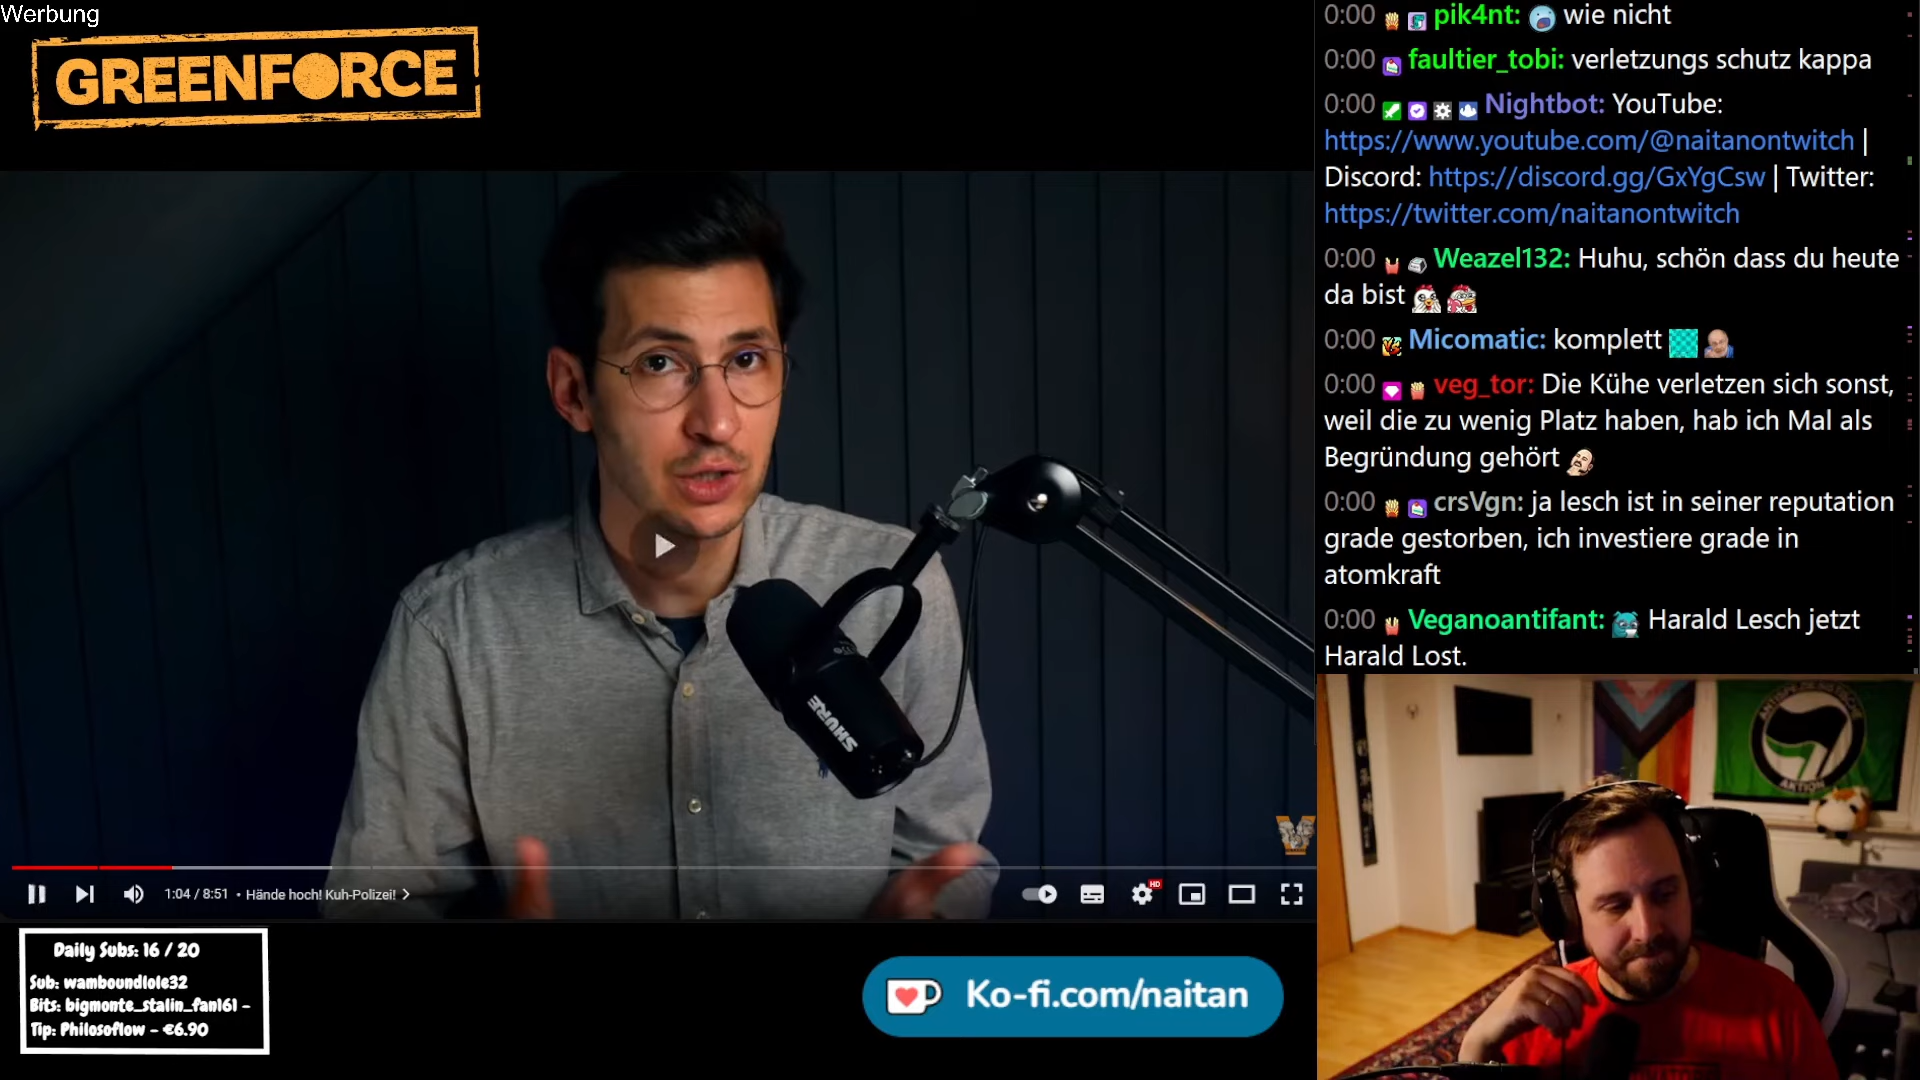 Werbung
GREENFORCE
0:00 pik4nt: wie nicht
0:00 faultier_tobi: verletzungs schutz kappa
0:00 Nightbot: YouTube:
https://www.youtube.com/@naitanontwitch |
Discord: https://discord.gg/GxYgCsw | Twitter:
https://twitter.com/naitanontwitch
0:00 Weazel132: Huhu, schön dass du heute
da bist
0:00 Micomatic: komplett
0:00 veg_tor: Die Kühe verletzen sich sonst,
weil die zu wenig Platz haben, hab ich Mal als
Begründung gehört
0:00 crsVgn: ja lesch ist in seiner reputation
grade gestorben, ich investiere grade in
atomkraft
0:00 Veganoantifant: Harald Lesch jetzt
Harald Lost.
SHURE
1:04 / 8:51 • Hände hoch! Kuh-Polizei!
HD
Daily Subs: 16 / 20
Sub: wamboundlole32
Bits: bigmonte_stalin_fan161 -
Tip: Philosoflow - €6.90
Ko-fi.com/naitan
AKTION